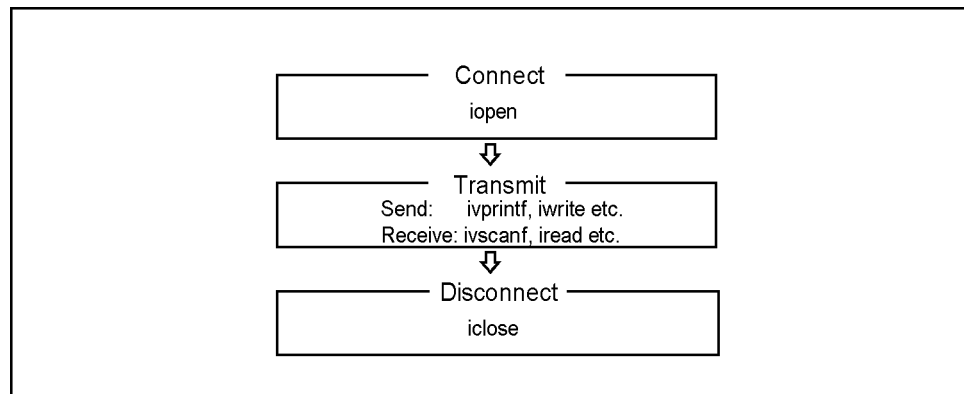 Connect
iopen
Transmit
Send: ivprintf, iwrite etc.
Receive: ivscanf, iread etc.
Disconnect
iclose